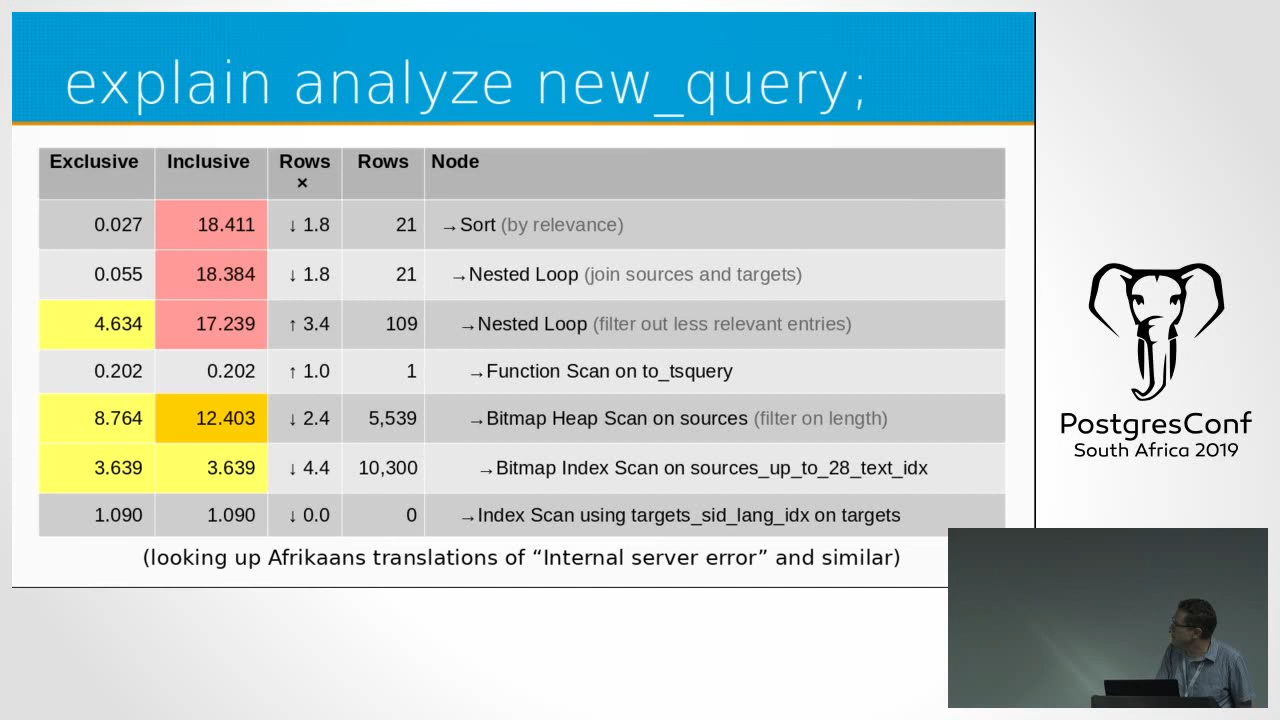 explain analyze new_query;
Exclusive Inclusive Rows × Rows Node
0.027 18.411 ↓ 1.8 21 →Sort (by relevance)
0.055 18.384 ↓ 1.8 21 →Nested Loop (join sources and targets)
4.634 17.239 ↑ 3.4 109 →Nested Loop (filter out less relevant entries)
0.202 0.202 ↑ 1.0 1 →Function Scan on to_tsquery
8.764 12.403 ↓ 2.4 5,539 →Bitmap Heap Scan on sources (filter on length)
3.639 3.639 ↓ 4.4 10,300 →Bitmap Index Scan on sources_up_to_28_text_idx
1.090 1.090 ↓ 0.0 0 →Index Scan using targets_sid_lang_idx on targets
(looking up Afrikaans translations of “Internal server error” and similar)
PostgresConf
South Africa 2019